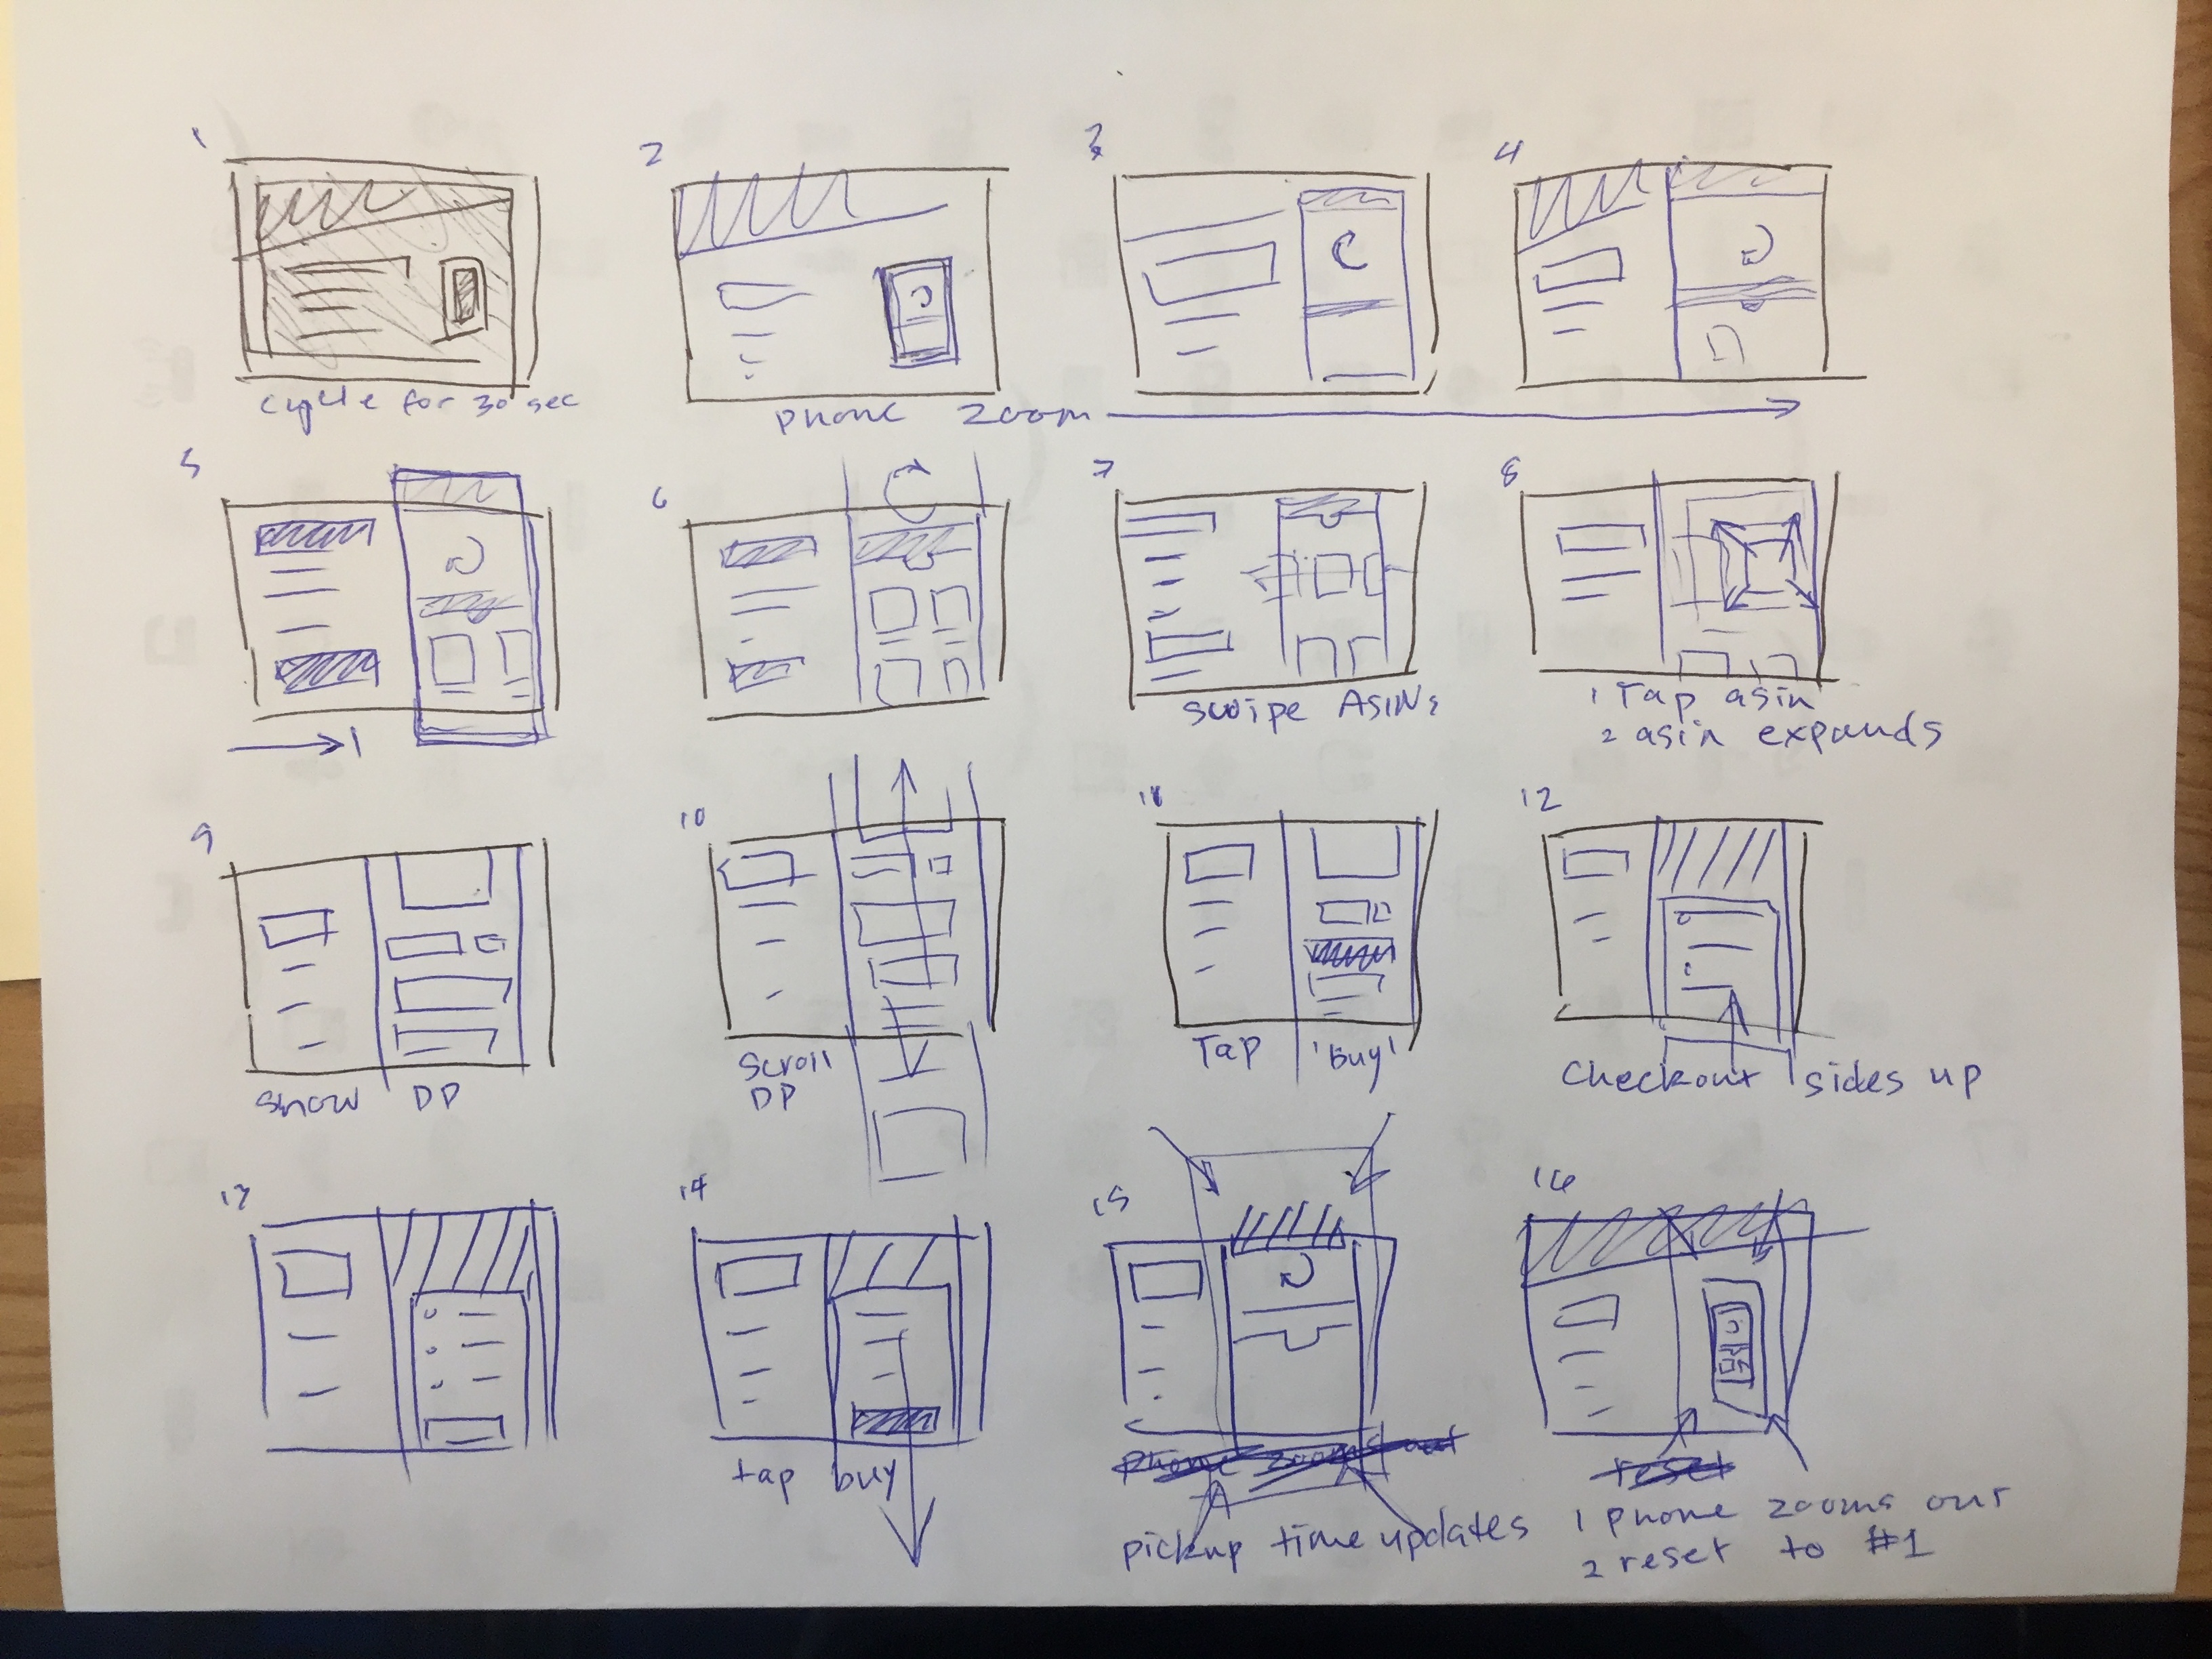 1
2
3
4
cycle for 30 sec
phone zoom
5
6
7
8
swipe ASINs
1 Tap asin
2 asin expands
9
10
11
12
show DP
scroll
DP
Tap 'Buy'
Checkout sides up
13
14
15
16
tap buy
phone zooms out
pickup time updates
reset
1 phone zooms out
2 reset to #1